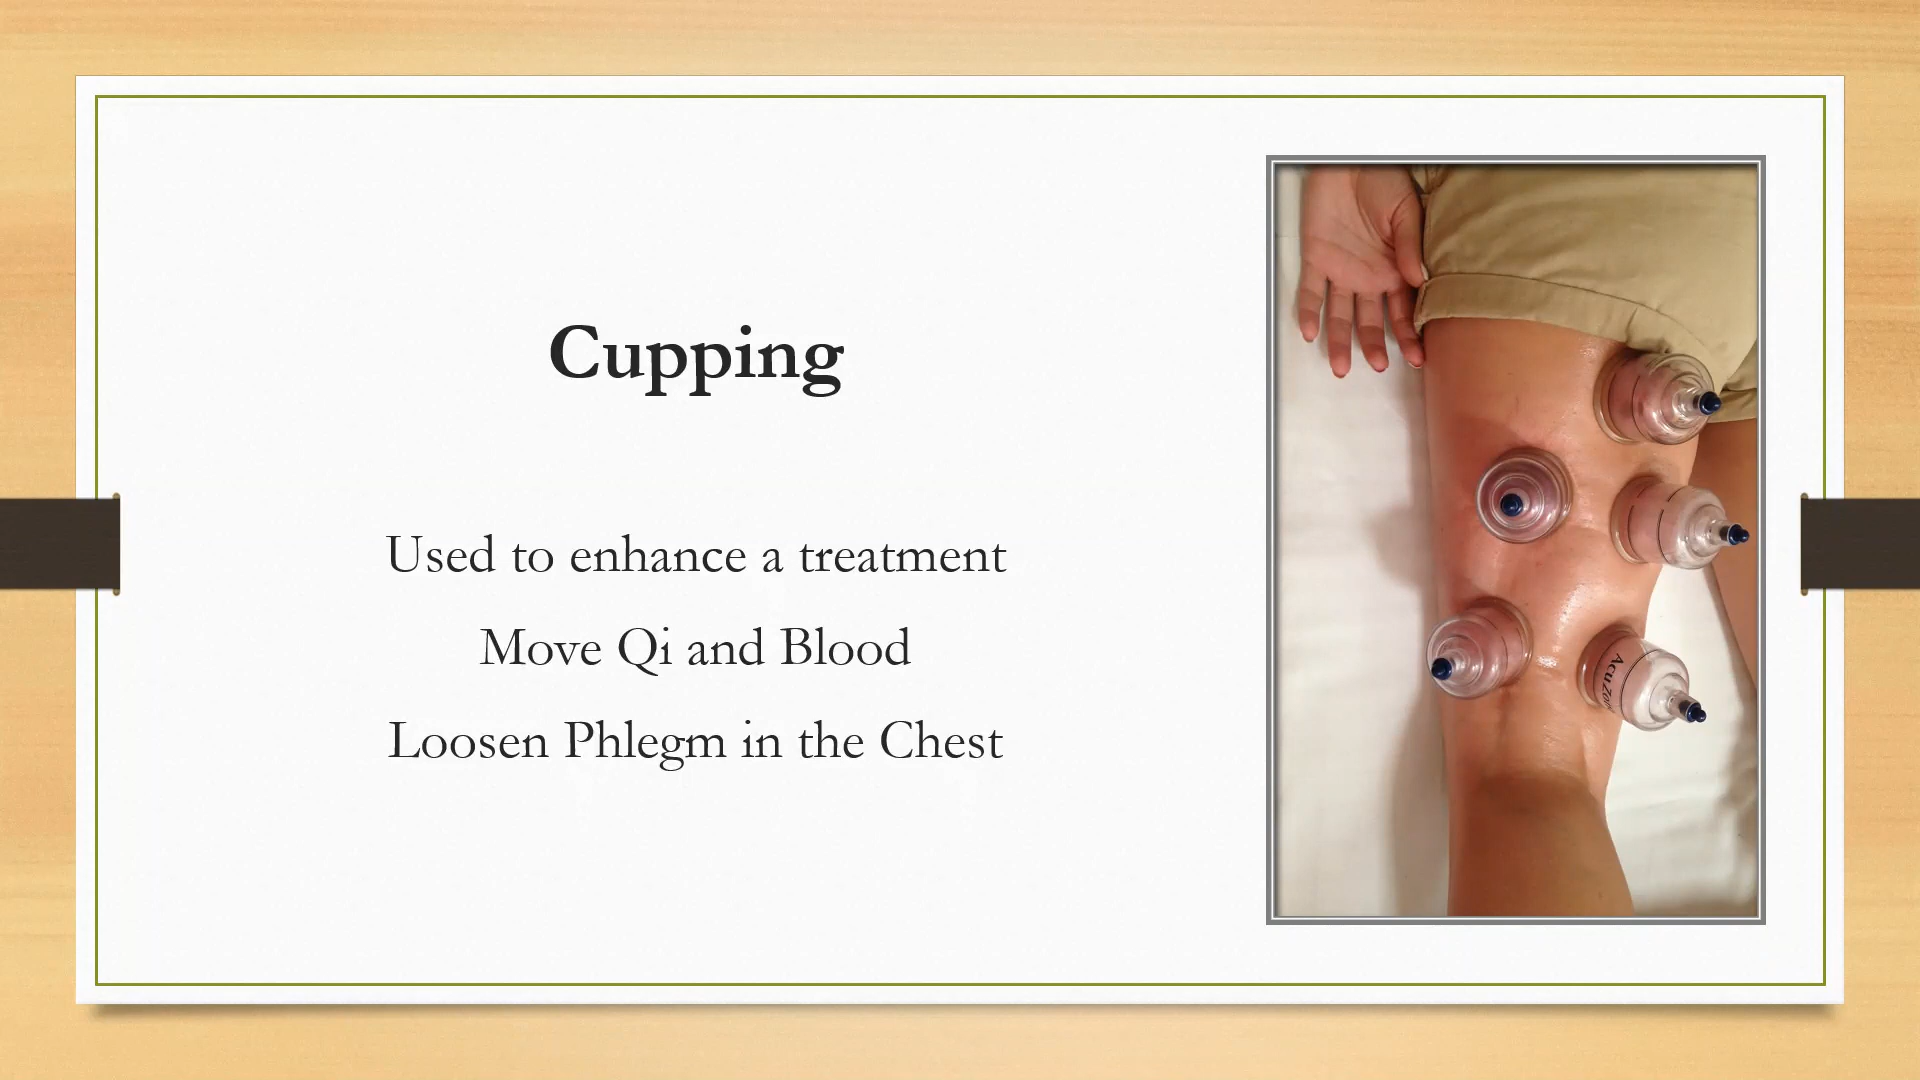 Cupping
Used to enhance a treatment
Move Qi and Blood
Loosen Phlegm in the Chest